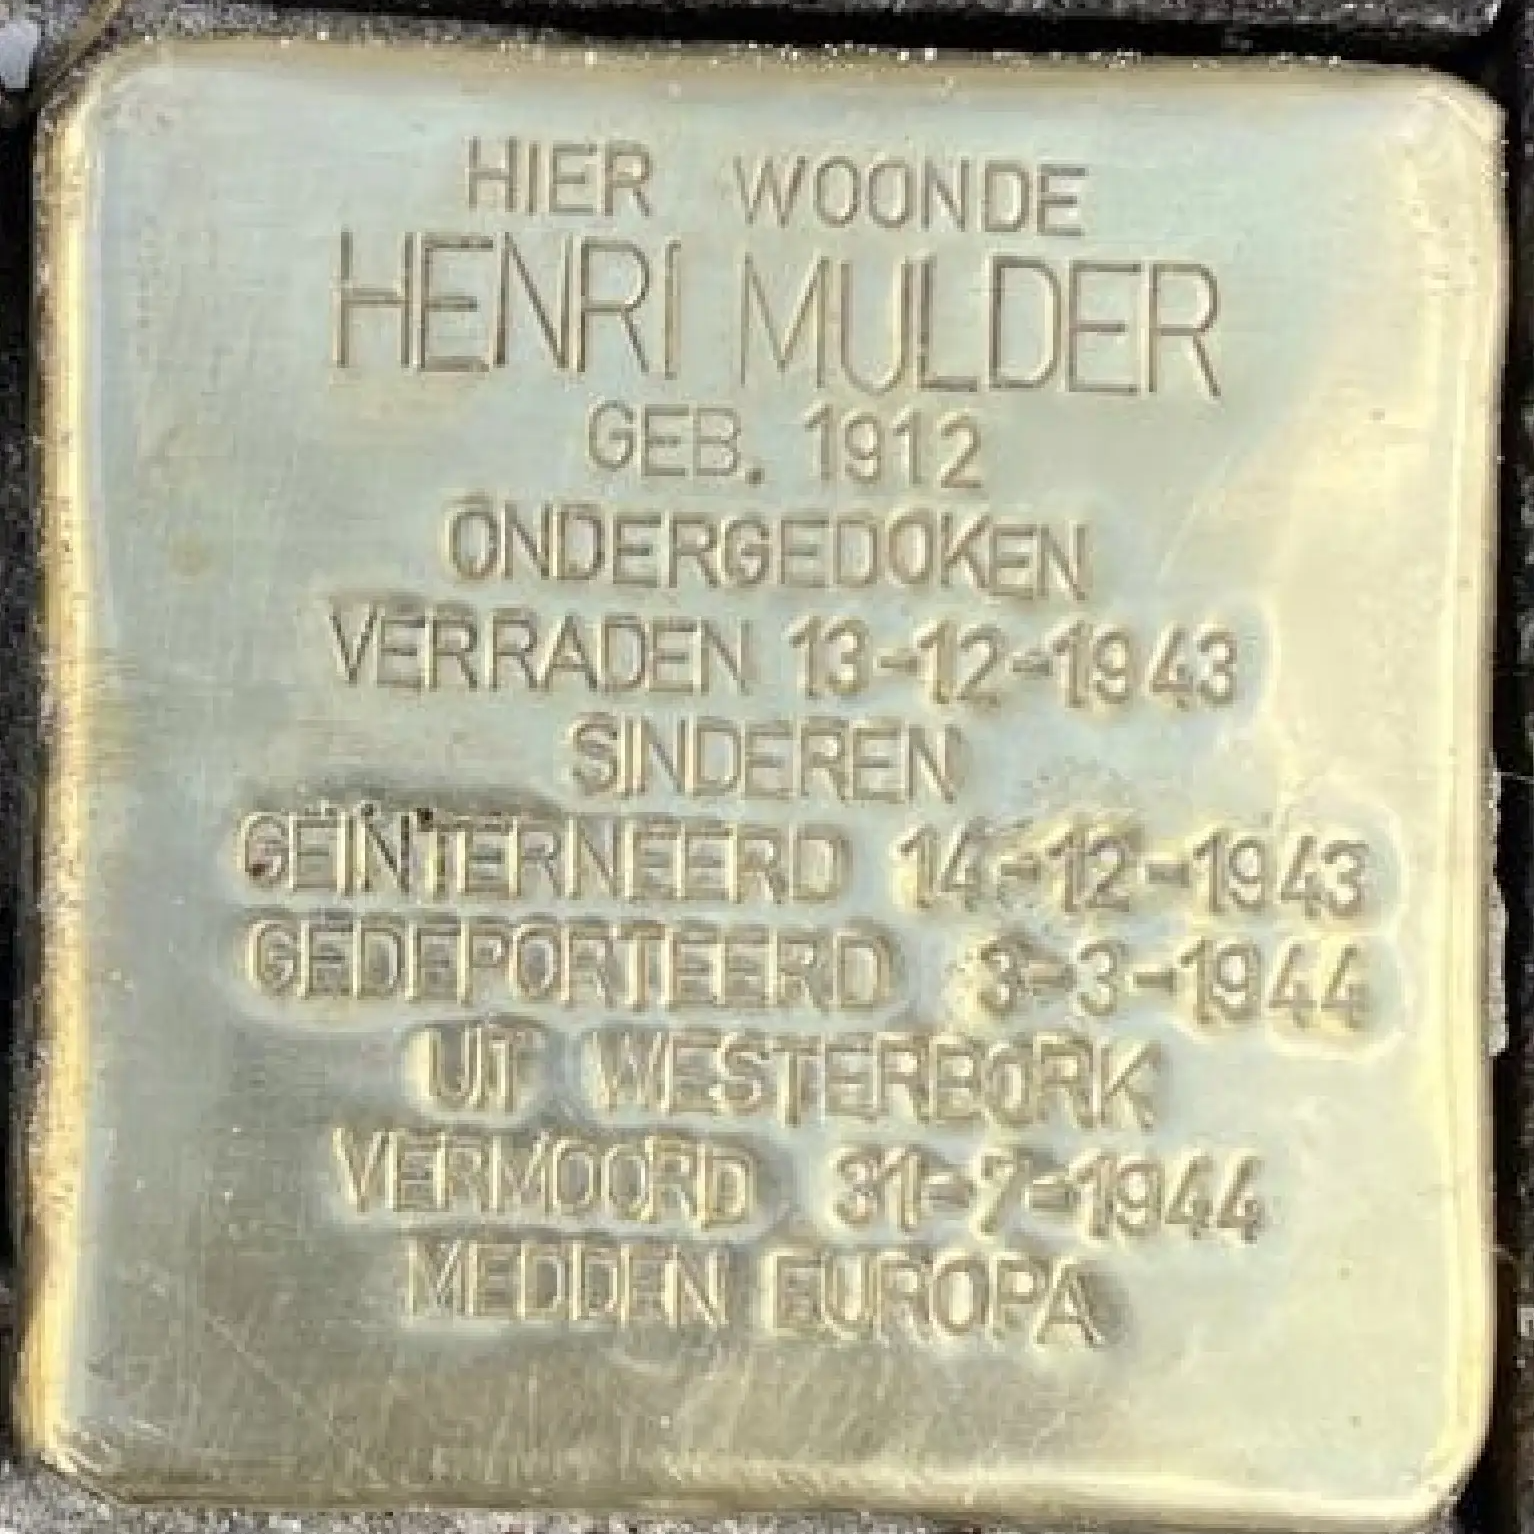 HIER WOONDE
HENRI MULDER
GEB. 1912
ONDERGEDOKEN
VERRADEN 13-12-1943
SINDEREN
GEÏNTERNEERD 14-12-1943
GEDEPORTEERD 3-3-1944
UIT WESTERBORK
VERMOORD 31-7-1944
MIDDEN EUROPA